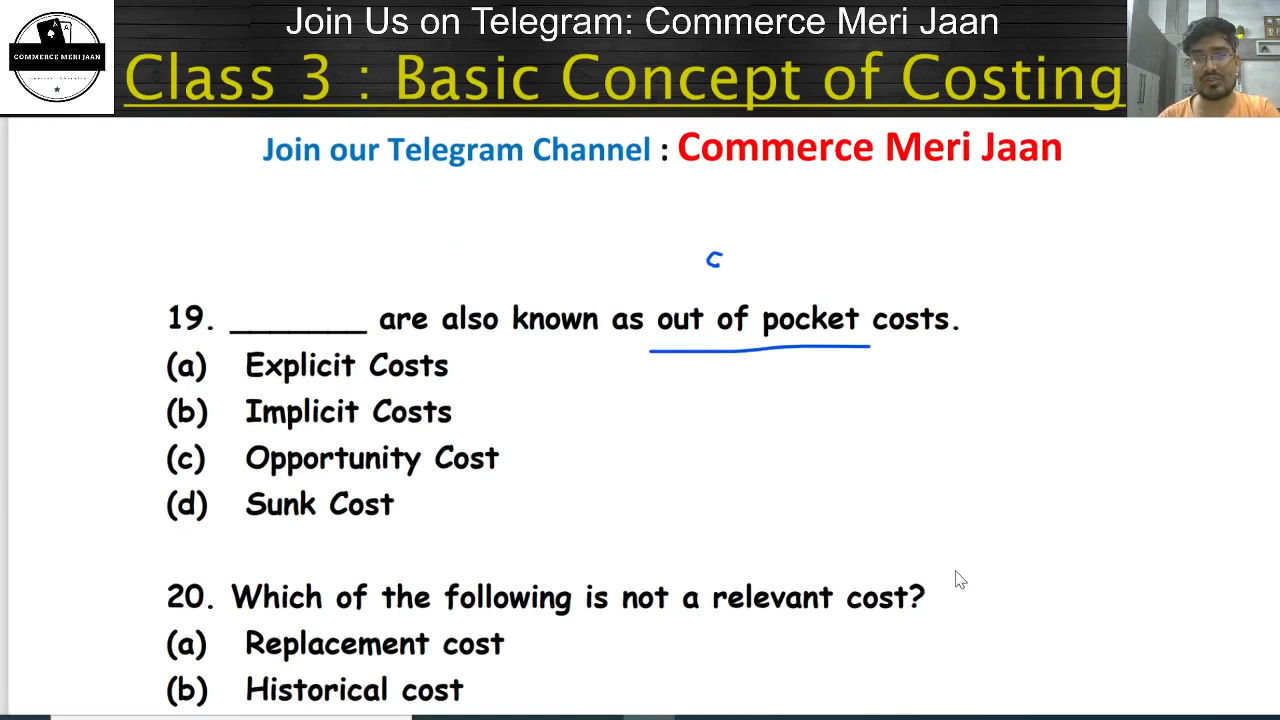 Join Us on Telegram: Commerce Meri Jaan
COMMERCE MERI JAAN
Class 3 : Basic Concept of Costing
Join our Telegram Channel : Commerce Meri Jaan
c
19. _______ are also known as out of pocket costs.
(a) Explicit Costs
(b) Implicit Costs
(c) Opportunity Cost
(d) Sunk Cost
20. Which of the following is not a relevant cost?
(a) Replacement cost
(b) Historical cost